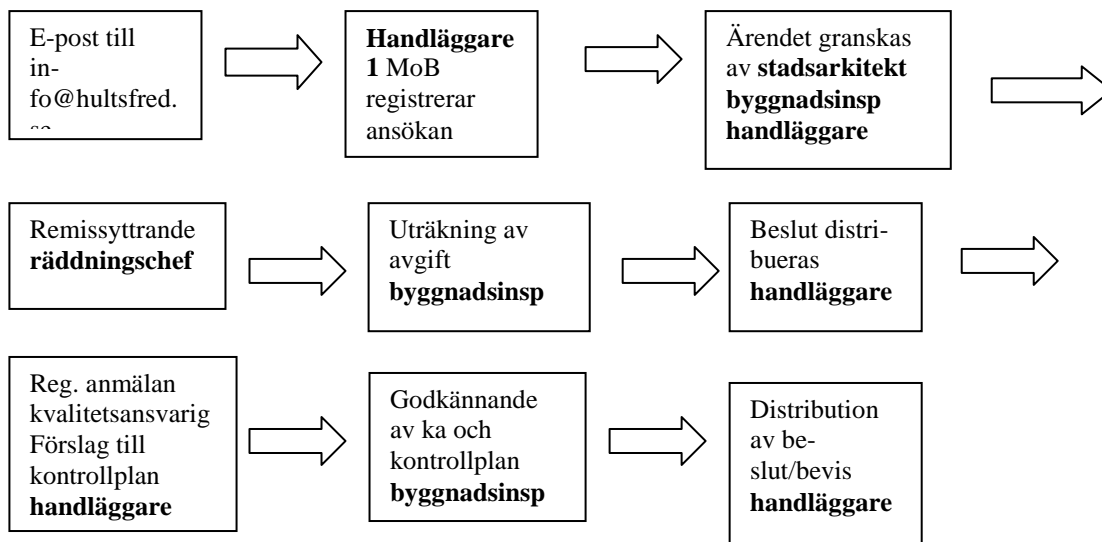 E-post till
in-
fo@hultsfred.
se
Handläggare
1 MoB
registrerar
ansökan
Ärendet granskas
av stadsarkitekt
byggnadsinsp
handläggare
Remissyttrande
räddningschef
Uträkning av
avgift
byggnadsinsp
Beslut distri-
bueras
handläggare
Reg. anmälan
kvalitetsansvarig
Förslag till
kontrollplan
handläggare
Godkännande
av ka och
kontrollplan
byggnadsinsp
Distribution
av be-
slut/bevis
handläggare